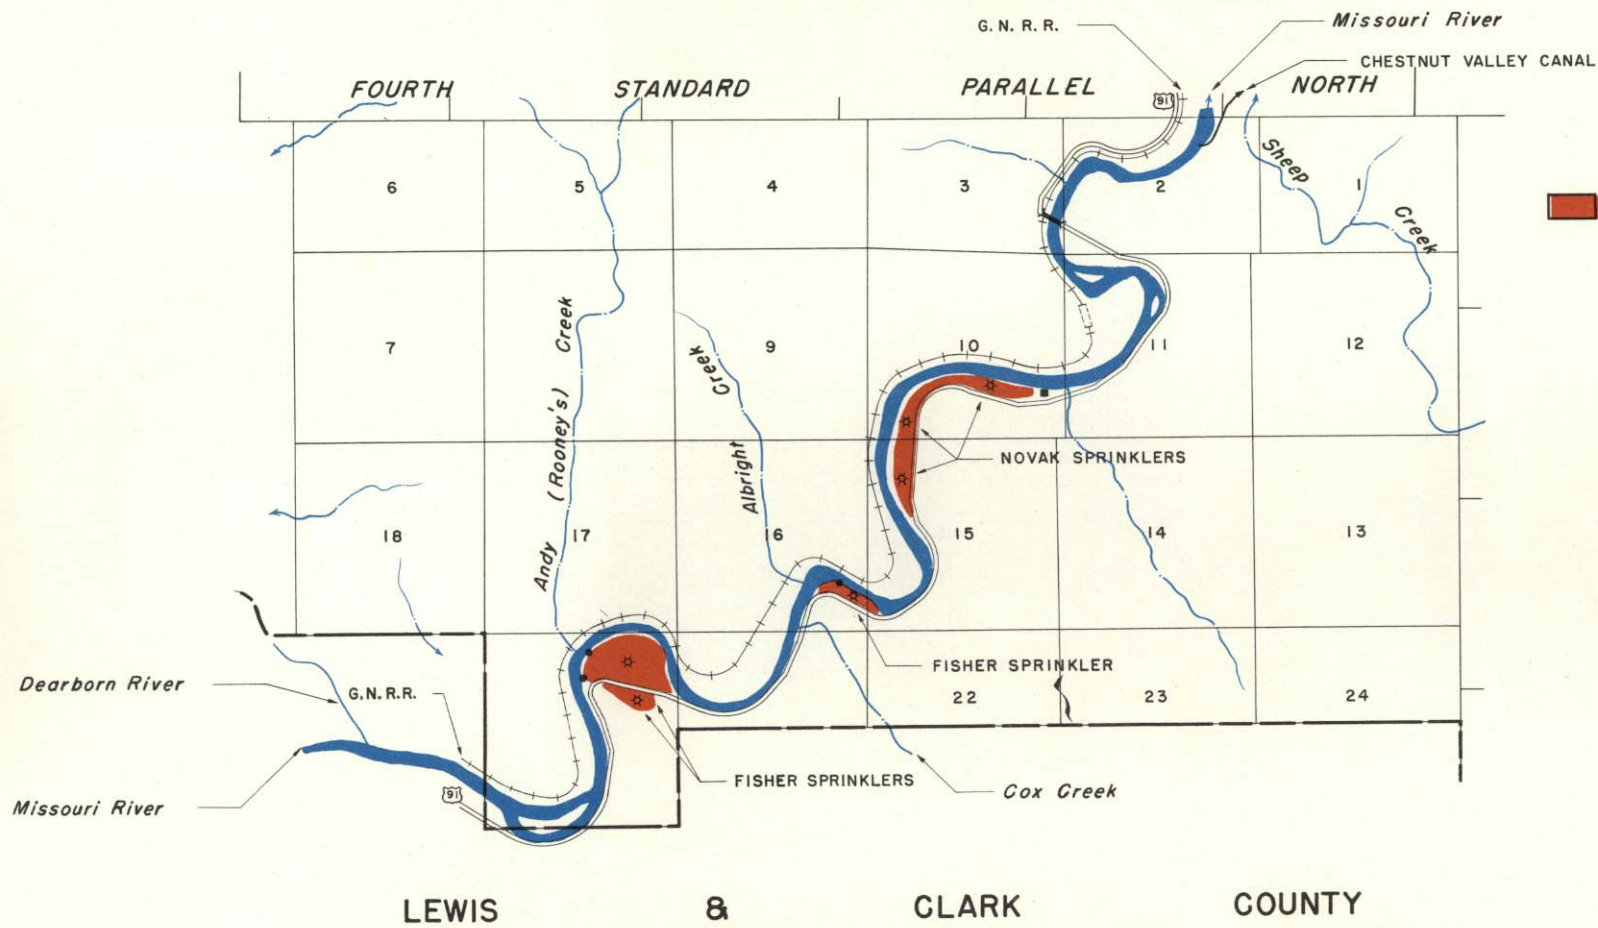 G. N. R. R.
Missouri River
CHESTNUT VALLEY CANAL
FOURTH STANDARD PARALLEL NORTH
91
Sheep Creek
6 5 4 3 2 1
7 9 10 11 12
Andy (Rooney's) Creek
Albright Creek
NOVAK SPRINKLERS
18 17 16 15 14 13
FISHER SPRINKLER
Dearborn River
G. N. R. R.
22 23 24
FISHER SPRINKLERS
Cox Creek
91
Missouri River
LEWIS & CLARK COUNTY